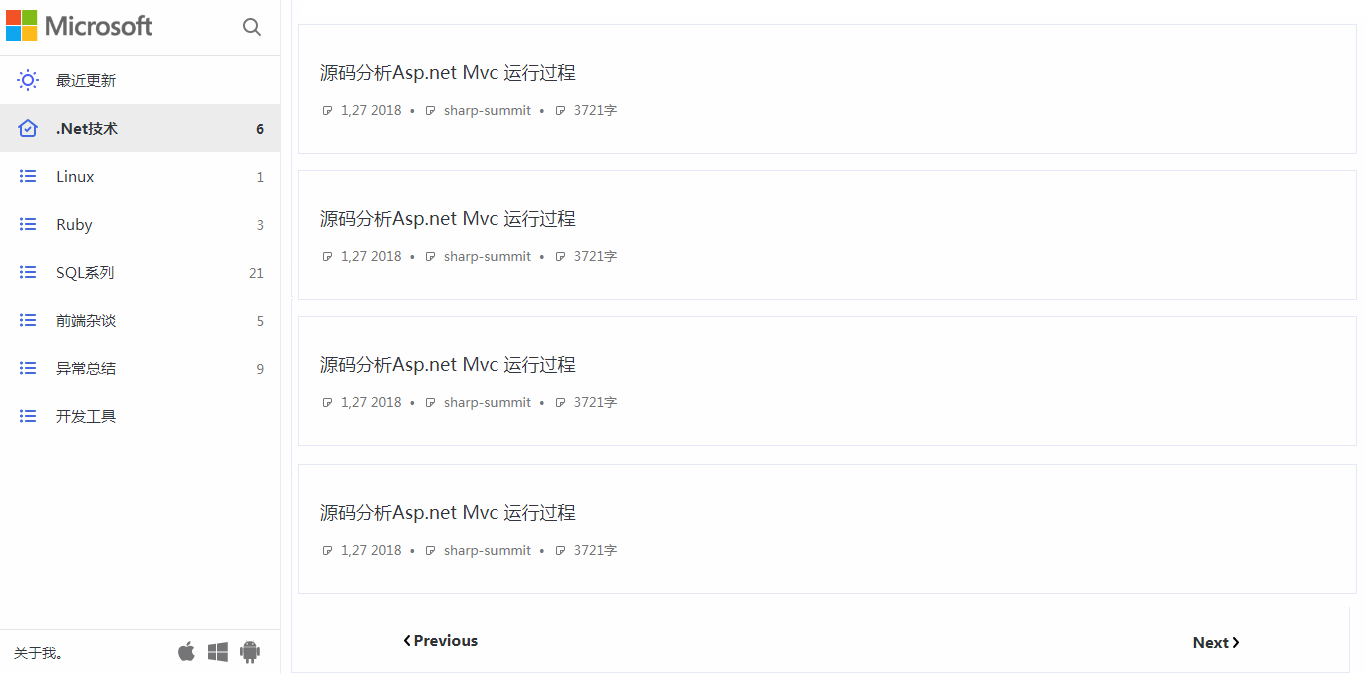 Microsoft
最近更新
.Net技术 6
Linux 1
Ruby 3
SQL系列 21
前端杂谈 5
异常总结 9
开发工具
关于我。
源码分析Asp.net Mvc 运行过程
1,27 2018 • sharp-summit • 3721字
源码分析Asp.net Mvc 运行过程
1,27 2018 • sharp-summit • 3721字
源码分析Asp.net Mvc 运行过程
1,27 2018 • sharp-summit • 3721字
源码分析Asp.net Mvc 运行过程
1,27 2018 • sharp-summit • 3721字
Previous
Next